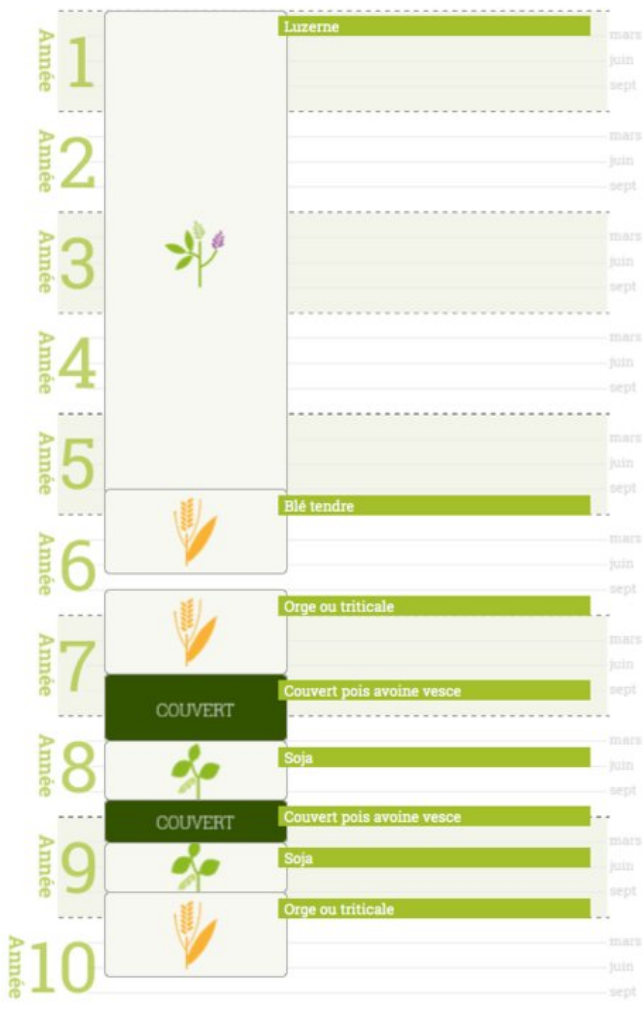 Année 1
Luzerne
mars
juin
sept
Année 2
mars
juin
sept
Année 3
mars
juin
sept
Année 4
mars
juin
sept
Année 5
mars
juin
sept
Blé tendre
Année 6
mars
juin
sept
Orge ou triticale
Année 7
mars
juin
sept
Couvert pois avoine vesce
COUVERT
Année 8
mars
Soja
juin
sept
Couvert pois avoine vesce
COUVERT
Année 9
mars
Soja
juin
sept
Orge ou triticale
Année 10
mars
juin
sept